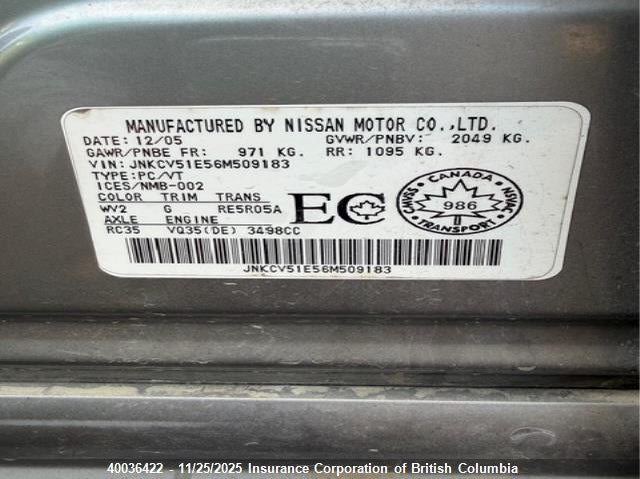 MANUFACTURED BY NISSAN MOTOR CO.,LTD.
DATE: 12/05 GVWR/PNBV: 2049 KG.
GAWR/PNBE FR: 971 KG. RR: 1095 KG.
VIN: JNKCV51E56M509183
TYPE: PC/VT
ICES/NMB-002
COLOR TRIM TRANS
WV2 G RE5R05A
AXLE ENGINE
RC35 VQ35(DE) 3498CC
EC
CMVSS CANADA NSVAC
986
TRANSPORT
JNKCV51E56M509183
40036422 - 11/25/2025 Insurance Corporation of British Columbia